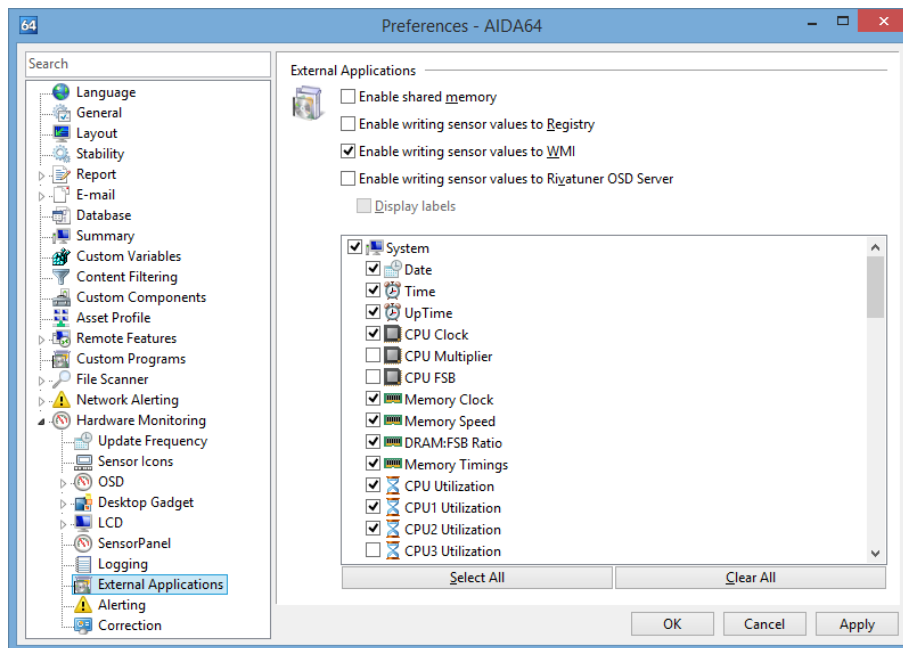 64
Preferences - AIDA64
Search
Language
General
Layout
Stability
Report
E-mail
Database
Summary
Custom Variables
Content Filtering
Custom Components
Asset Profile
Remote Features
Custom Programs
File Scanner
Network Alerting
Hardware Monitoring
Update Frequency
Sensor Icons
OSD
Desktop Gadget
LCD
SensorPanel
Logging
External Applications
Alerting
Correction
External Applications
Enable shared memory
Enable writing sensor values to Registry
Enable writing sensor values to WMI
Enable writing sensor values to Rivatuner OSD Server
Display labels
System
Date
Time
UpTime
CPU Clock
CPU Multiplier
CPU FSB
Memory Clock
Memory Speed
DRAM:FSB Ratio
Memory Timings
CPU Utilization
CPU1 Utilization
CPU2 Utilization
CPU3 Utilization
Select All
Clear All
OK
Cancel
Apply